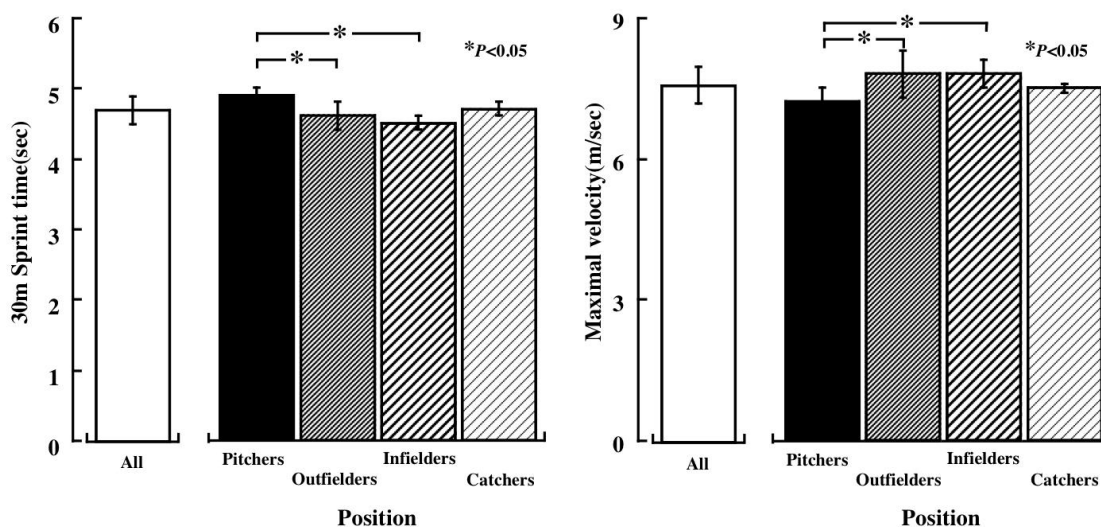 30m Sprint time(sec)
6
5
4
3
2
1
0
*
*
*P<0.05
All
Pitchers
Outfielders
Infielders
Catchers
Position
Maximal velocity(m/sec)
9
6
3
0
*
*
*P<0.05
All
Pitchers
Outfielders
Infielders
Catchers
Position